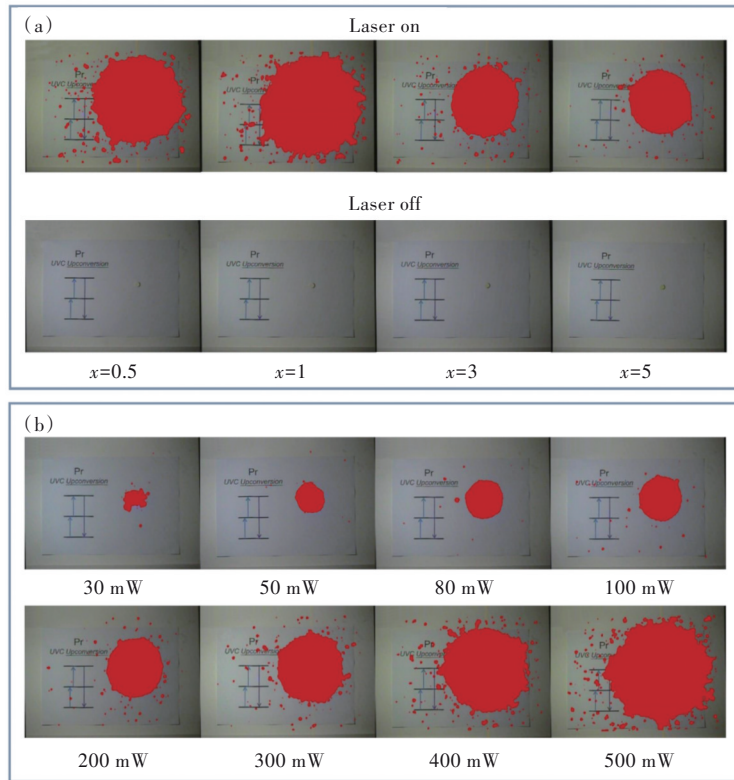 (a)
Laser on
Pr
UVC Upconversion
Pr
UVC Upconversion
Pr
UVC Upconversion
Pr
UVC Upconversion
Laser off
Pr
UVC Upconversion
Pr
UVC Upconversion
Pr
UVC Upconversion
Pr
UVC Upconversion
x=0.5
x=1
x=3
x=5
(b)
Pr
UVC Upconversion
Pr
UVC Upconversion
Pr
UVC Upconversion
Pr
UVC Upconversion
30 mW
50 mW
80 mW
100 mW
Pr
UVC Upconversion
Pr
UVC Upconversion
Pr
Pr
200 mW
300 mW
400 mW
500 mW